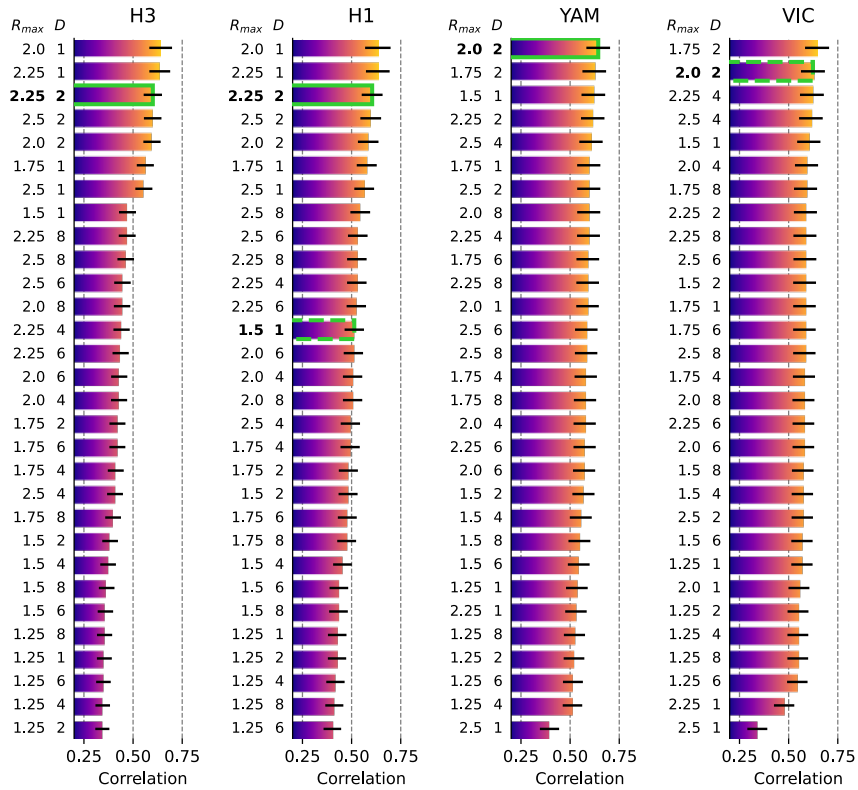 H3 H1 YAM VIC
Rmax D Rmax D Rmax D Rmax D
2.0 1 2.0 1 2.0 2 1.75 2
2.25 1 2.25 1 1.75 2 2.0 2
2.25 2 2.25 2 1.5 1 2.25 4
2.5 2 2.5 2 2.25 2 2.5 4
2.0 2 2.0 2 2.5 4 1.5 1
1.75 1 1.75 1 1.75 1 2.0 4
2.5 1 2.5 1 2.5 2 1.75 8
1.5 1 2.5 8 2.0 8 2.25 2
2.25 8 2.5 6 2.25 4 2.25 8
2.5 8 2.25 8 1.75 6 2.5 6
2.5 6 2.25 4 2.25 8 1.5 2
2.0 8 2.25 6 2.0 1 1.75 1
2.25 4 1.5 1 2.5 6 1.75 6
2.25 6 2.0 6 2.5 8 2.5 8
2.0 6 2.0 4 1.75 4 1.75 4
2.0 4 2.0 8 1.75 8 2.0 8
1.75 2 2.5 4 2.0 4 2.25 6
1.75 6 1.75 4 2.25 6 2.0 6
1.75 4 1.75 2 2.0 6 1.5 8
2.5 4 1.5 2 1.5 2 1.5 4
1.75 8 1.75 6 1.5 4 2.5 2
1.5 2 1.75 8 1.5 8 1.5 6
1.5 4 1.5 4 1.5 6 1.25 1
1.5 8 1.5 6 1.25 1 2.0 1
1.5 6 1.5 8 2.25 1 1.25 2
1.25 8 1.25 1 1.25 8 1.25 4
1.25 1 1.25 2 1.25 2 1.25 8
1.25 6 1.25 4 1.25 6 1.25 6
1.25 4 1.25 8 1.25 4 2.25 1
1.25 2 1.25 6 2.5 1 2.5 1
0.25 0.50 0.75 0.25 0.50 0.75 0.25 0.50 0.75 0.25 0.50 0.75
Correlation Correlation Correlation Correlation